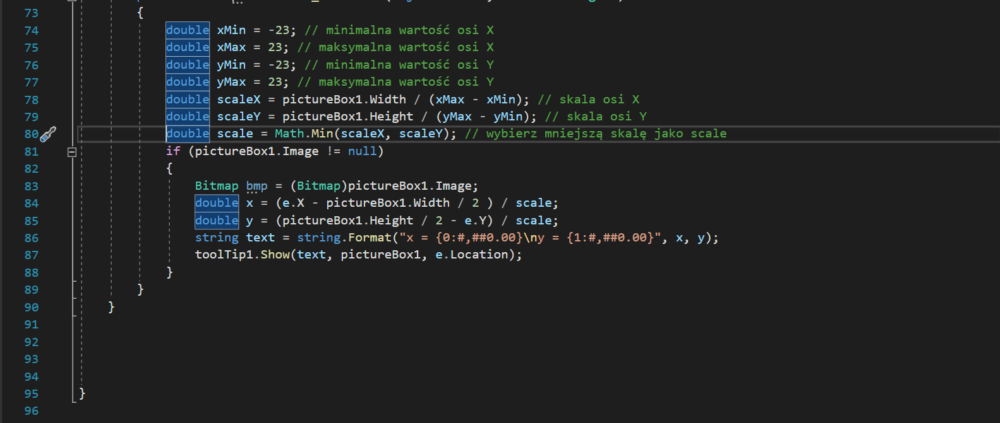 73 {
74 double xMin = -23; // minimalna wartość osi X
75 double xMax = 23; // maksymalna wartość osi X
76 double yMin = -23; // minimalna wartość osi Y
77 double yMax = 23; // maksymalna wartość osi Y
78 double scaleX = pictureBox1.Width / (xMax - xMin); // skala osi X
79 double scaleY = pictureBox1.Height / (yMax - yMin); // skala osi Y
80 double scale = Math.Min(scaleX, scaleY); // wybierz mniejszą skalę jako scale
81 if (pictureBox1.Image != null)
82 {
83 Bitmap bmp = (Bitmap)pictureBox1.Image;
84 double x = (e.X - pictureBox1.Width / 2 ) / scale;
85 double y = (pictureBox1.Height / 2 - e.Y) / scale;
86 string text = string.Format("x = {0:#,##0.00}\ny = {1:#,##0.00}", x, y);
87 toolTip1.Show(text, pictureBox1, e.Location);
88 }
89 }
90 }
91
92
93
94
95 }
96